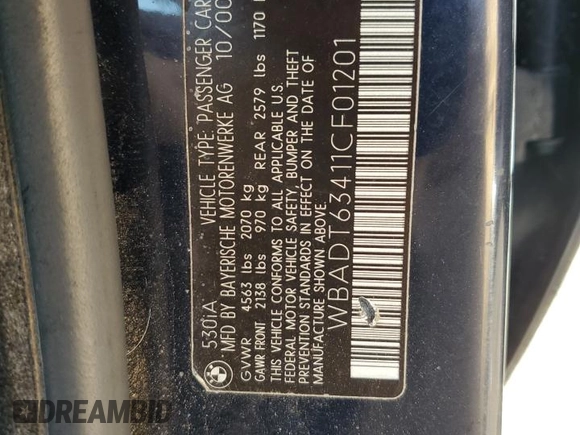 530IA
VEHICLE TYPE: PASSENGER CAR
MFD BY BAYERISCHE MOTORENWERKE AG 10/00
GVWR 4563 lbs 2070 kg
GAWR FRONT 2138 lbs 970 kg REAR 2579 lbs 1170
THIS VEHICLE CONFORMS TO ALL APPLICABLE U.S.
FEDERAL MOTOR VEHICLE SAFETY, BUMPER AND THEFT
PREVENTION STANDARDS IN EFFECT ON THE DATE OF
MANUFACTURE SHOWN ABOVE.
WBADT63411CF01201
BMW
DREAMBID